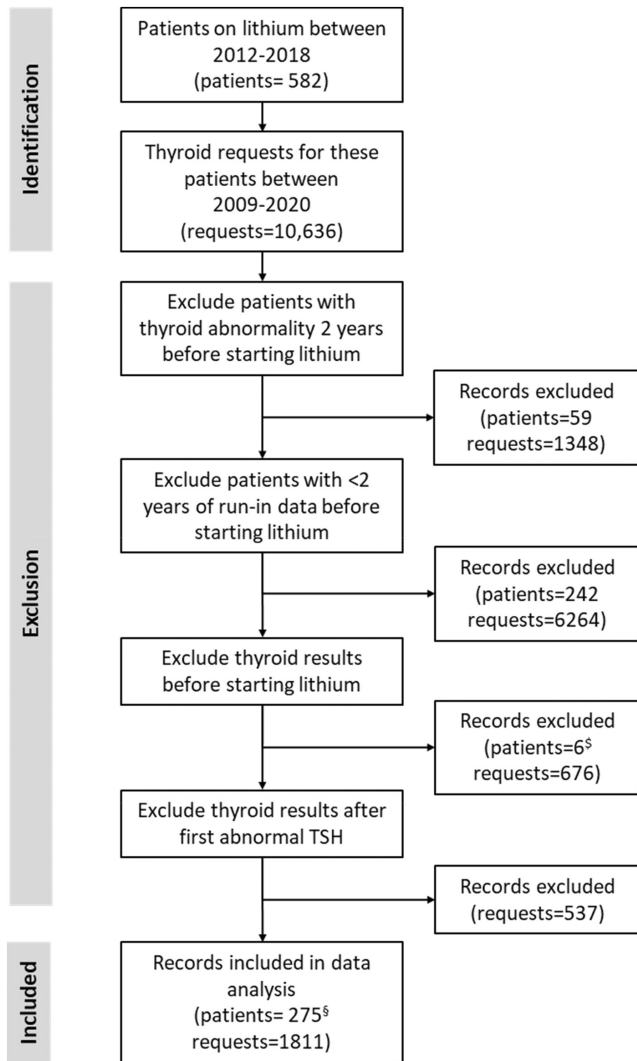 Identification
Patients on lithium between
2012-2018
(patients= 582)
Thyroid requests for these
patients between
2009-2020
(requests=10,636)
Exclusion
Exclude patients with
thyroid abnormality 2 years
before starting lithium
Records excluded
(patients=59
requests=1348)
Exclude patients with <2
years of run-in data before
starting lithium
Records excluded
(patients=242
requests=6264)
Exclude thyroid results
before starting lithium
Records excluded
(patients=6$
requests=676)
Exclude thyroid results after
first abnormal TSH
Records excluded
(requests=537)
Included
Records included in data
analysis
(patients= 275§
requests=1811)